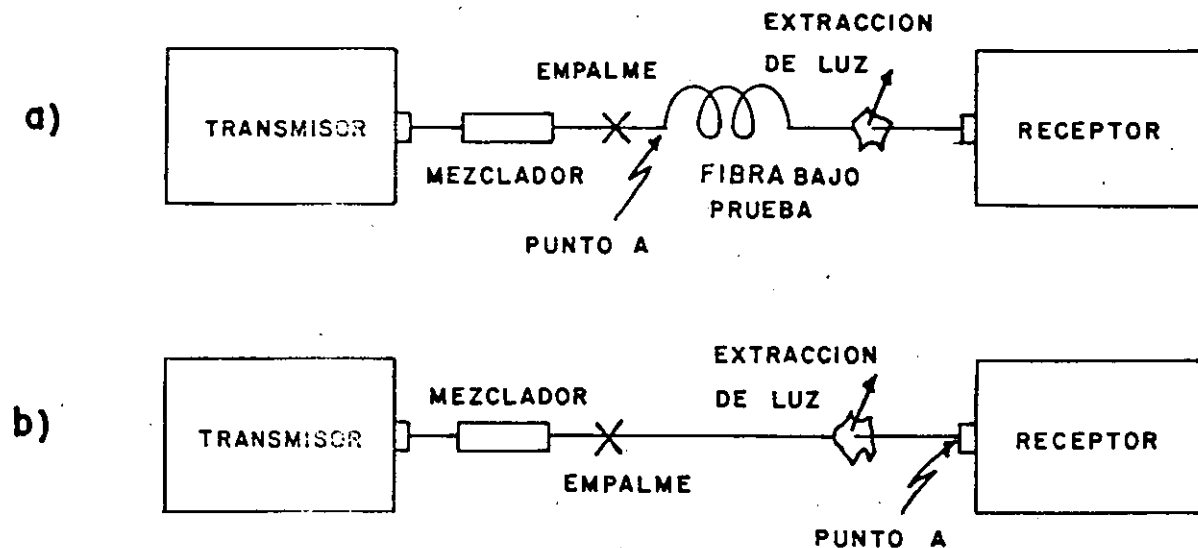 a)
TRANSMISOR
MEZCLADOR
EMPALME
PUNTO A
FIBRA BAJO
PRUEBA
EXTRACCION
DE LUZ
RECEPTOR
b)
TRANSMISOR
MEZCLADOR
EMPALME
EXTRACCION
DE LUZ
PUNTO A
RECEPTOR